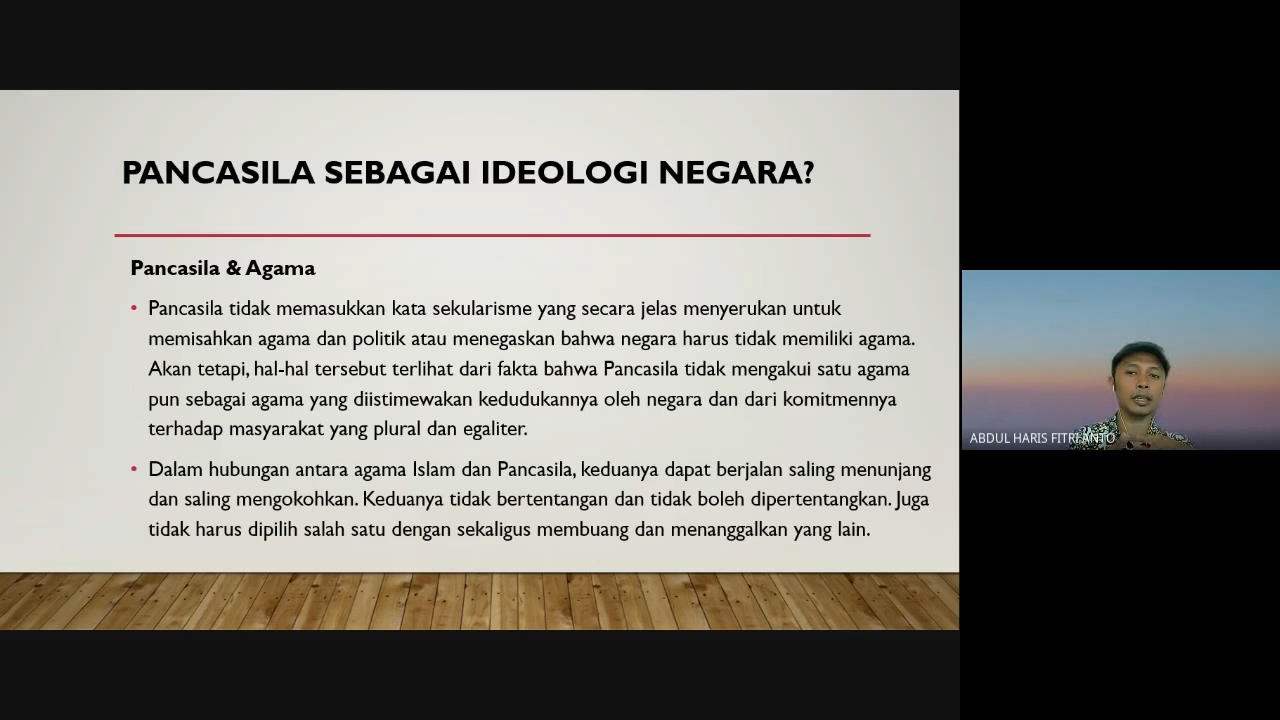 PANCASILA SEBAGAI IDEOLOGI NEGARA?
Pancasila & Agama
• Pancasila tidak memasukkan kata sekularisme yang secara jelas menyerukan untuk
memisahkan agama dan politik atau menegaskan bahwa negara harus tidak memiliki agama.
Akan tetapi, hal-hal tersebut terlihat dari fakta bahwa Pancasila tidak mengakui satu agama
pun sebagai agama yang diistimewakan kedudukannya oleh negara dan dari komitmennya
terhadap masyarakat yang plural dan egaliter.
• Dalam hubungan antara agama Islam dan Pancasila, keduanya dapat berjalan saling menunjang
dan saling mengokohkan. Keduanya tidak bertentangan dan tidak boleh dipertentangkan. Juga
tidak harus dipilih salah satu dengan sekaligus membuang dan menanggalkan yang lain.
ABDUL HARIS FITRIANTO